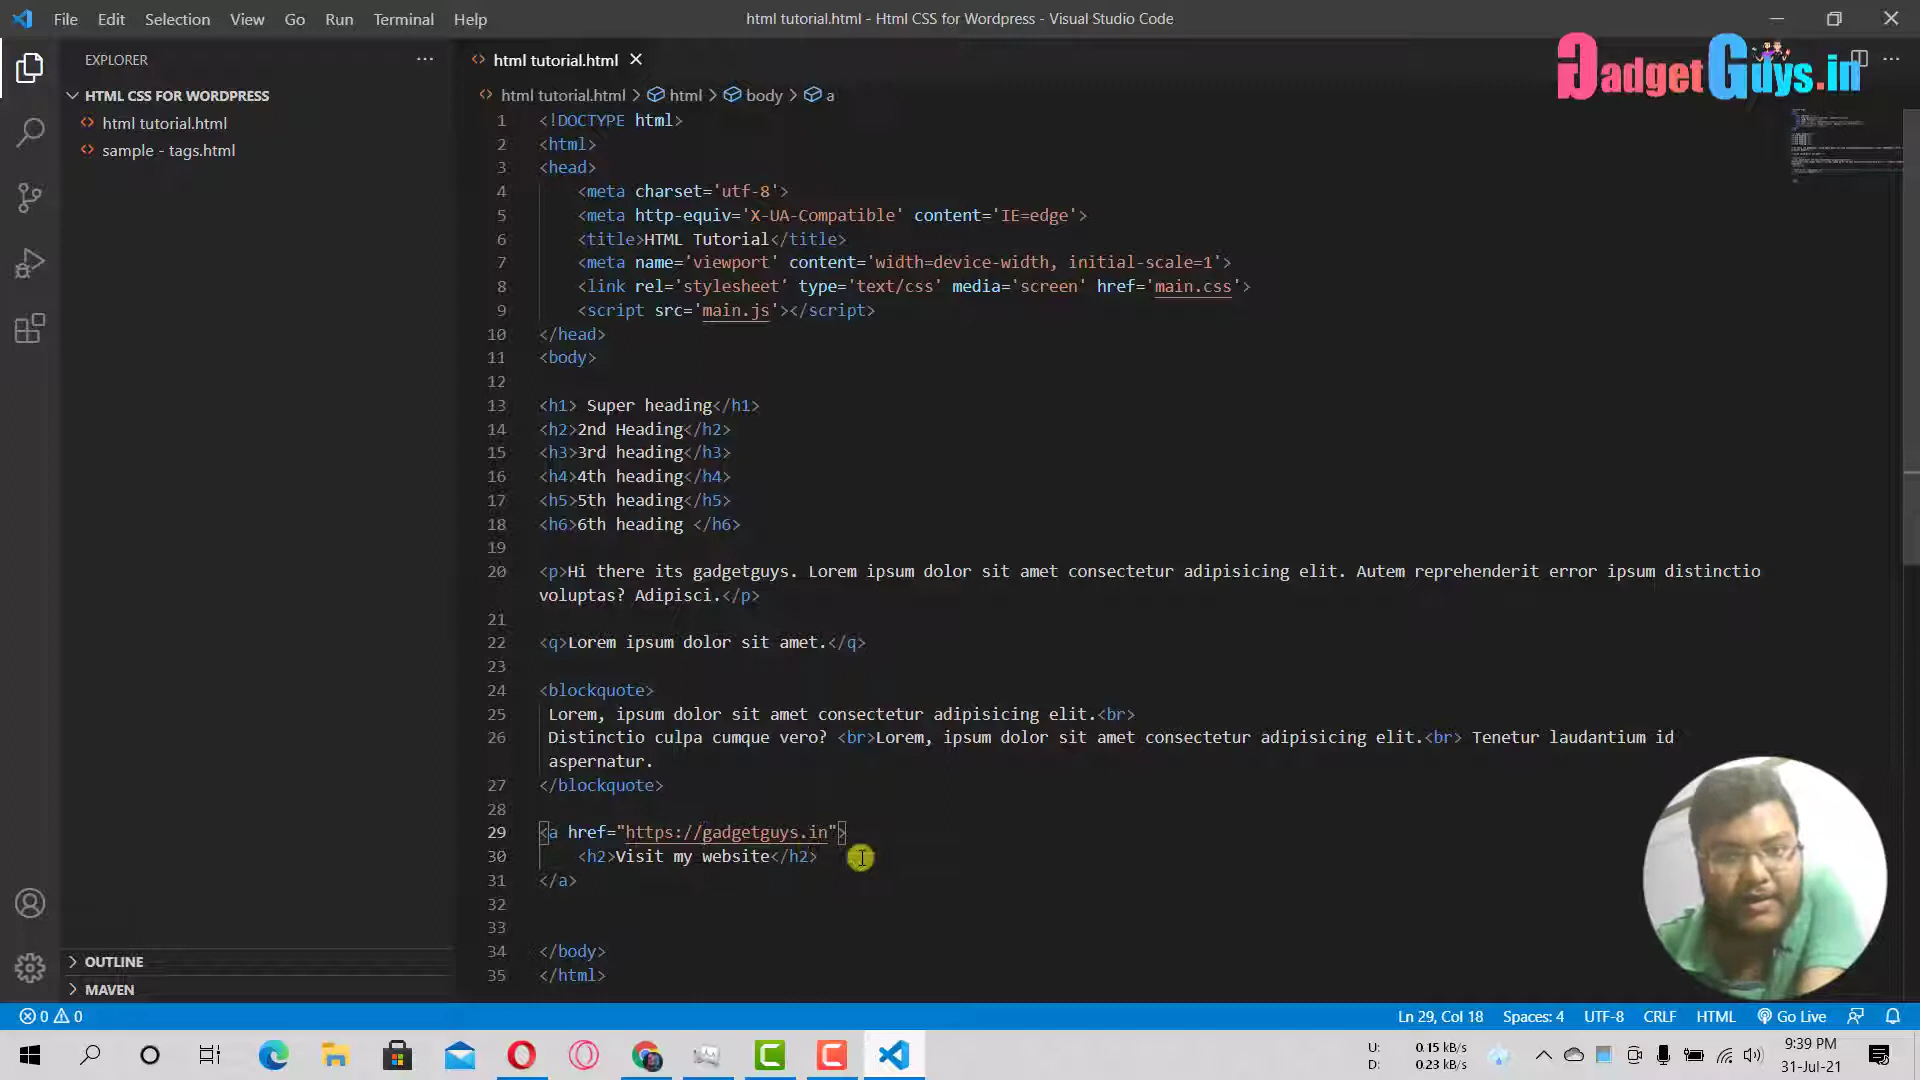 File Edit Selection View Go Run Terminal Help
html tutorial.html - Html CSS for Wordpress - Visual Studio Code
GadgetGuys.in
EXPLORER
HTML CSS FOR WORDPRESS
html tutorial.html
sample - tags.html
OUTLINE
MAVEN
html tutorial.html
html tutorial.html > html > body > a
1 <!DOCTYPE html>
2 <html>
3 <head>
4 <meta charset='utf-8'>
5 <meta http-equiv='X-UA-Compatible' content='IE=edge'>
6 <title>HTML Tutorial</title>
7 <meta name='viewport' content='width=device-width, initial-scale=1'>
8 <link rel='stylesheet' type='text/css' media='screen' href='main.css'>
9 <script src='main.js'></script>
10 </head>
11 <body>
12
13 <h1> Super heading</h1>
14 <h2>2nd Heading</h2>
15 <h3>3rd heading</h3>
16 <h4>4th heading</h4>
17 <h5>5th heading</h5>
18 <h6>6th heading </h6>
19
20 <p>Hi there its gadgetguys. Lorem ipsum dolor sit amet consectetur adipisicing elit. Autem reprehenderit error ipsum distinctio
voluptas? Adipisci.</p>
21
22 <q>Lorem ipsum dolor sit amet.</q>
23
24 <blockquote>
25 Lorem, ipsum dolor sit amet consectetur adipisicing elit.<br>
26 Distinctio culpa cumque vero? <br>Lorem, ipsum dolor sit amet consectetur adipisicing elit.<br> Tenetur laudantium id
aspernatur.
27 </blockquote>
28
29 <a href="https://gadgetguys.in">
30 <h2>Visit my website</h2>
31 </a>
32
33
34 </body>
35 </html>
0 0
Ln 29, Col 18 Spaces: 4 UTF-8 CRLF HTML Go Live
U: 0.15 kB/s
D: 0.23 kB/s
9:39 PM
31-Jul-21